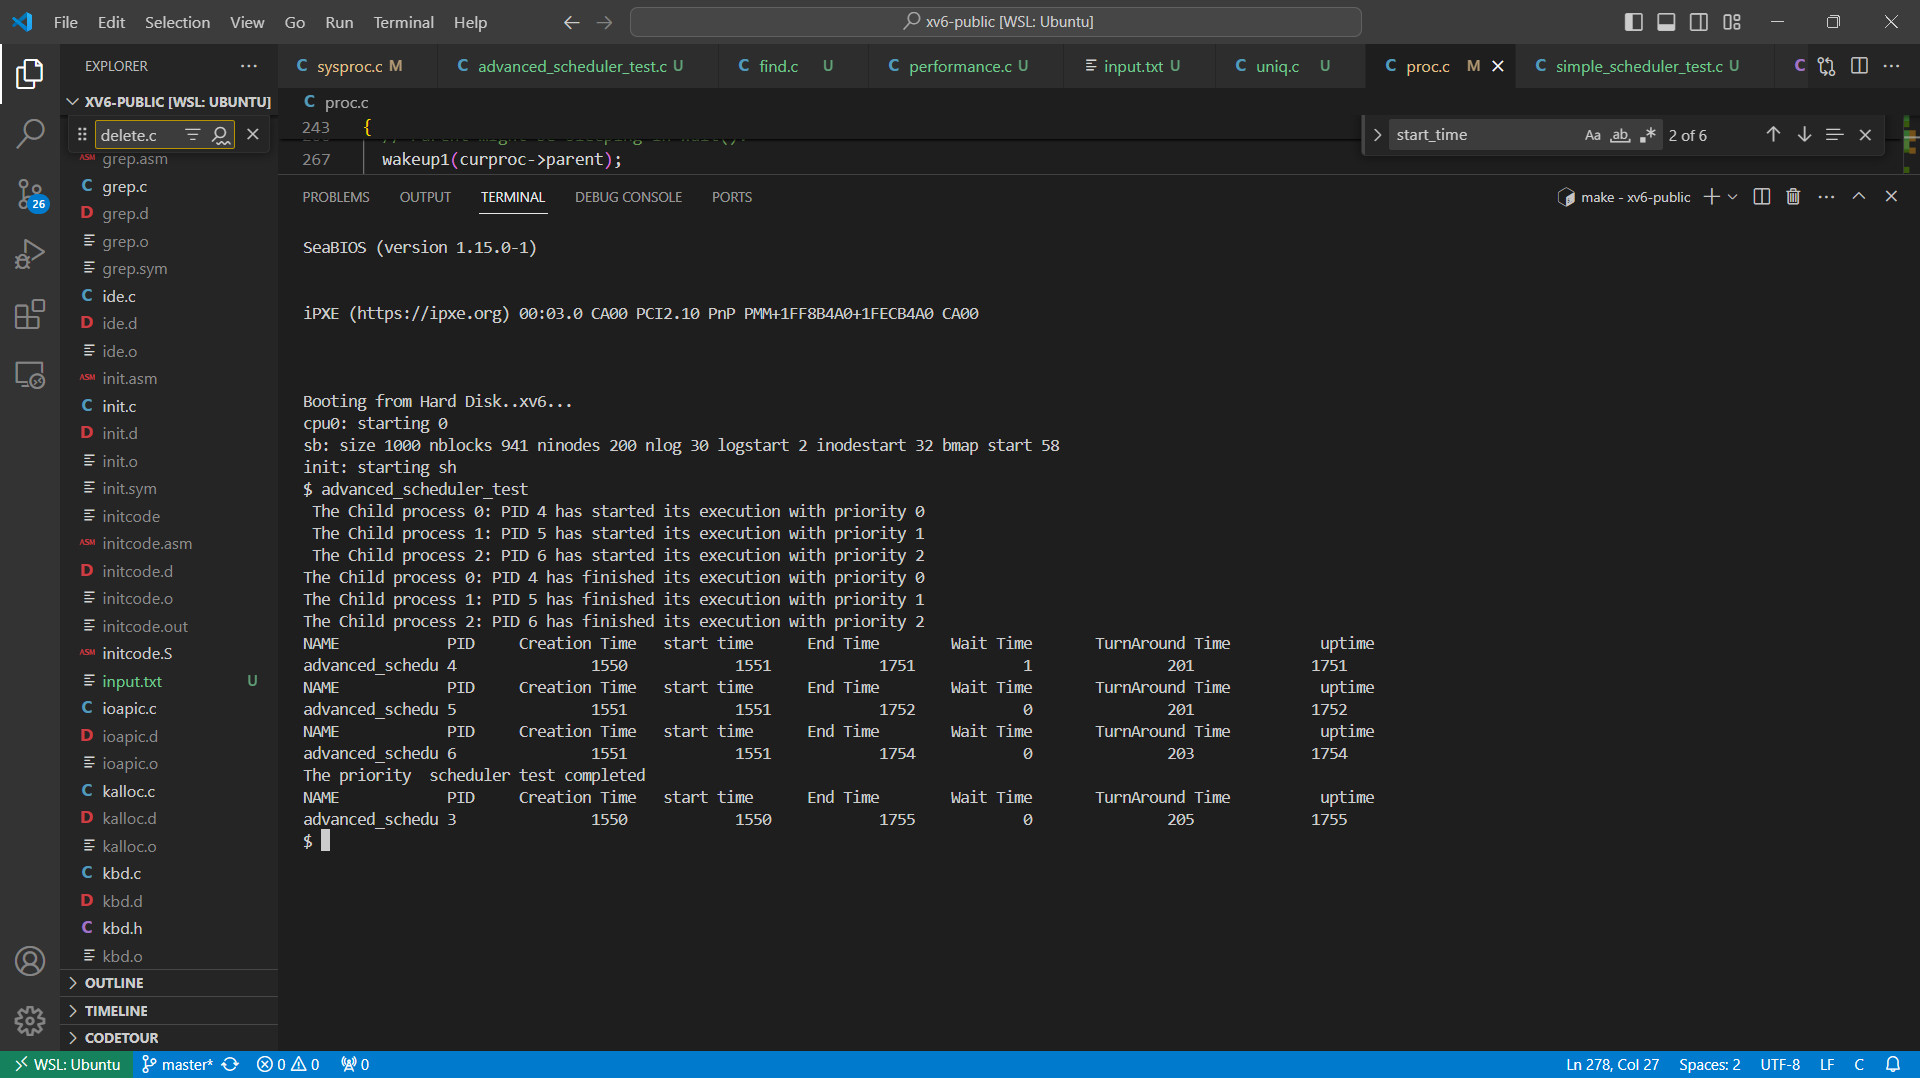 File Edit Selection View Go Run Terminal Help
xv6-public [WSL: Ubuntu]
EXPLORER
sysproc.c M
advanced_scheduler_test.c U
find.c U
performance.c U
input.txt U
uniq.c U
proc.c M
simple_scheduler_test.c U
XV6-PUBLIC [WSL: UBUNTU]
delete.c
grep.asm
grep.c
grep.d
grep.o
grep.sym
ide.c
ide.d
ide.o
init.asm
init.c
init.d
init.o
init.sym
initcode
initcode.asm
initcode.d
initcode.o
initcode.out
initcode.S
input.txt U
ioapic.c
ioapic.d
ioapic.o
kalloc.c
kalloc.d
kalloc.o
kbd.c
kbd.d
kbd.h
kbd.o
OUTLINE
TIMELINE
CODETOUR
26
proc.c
243 {
267 wakeup1(curproc->parent);
start_time Aa ab .* 2 of 6
PROBLEMS OUTPUT TERMINAL DEBUG CONSOLE PORTS
make - xv6-public
SeaBIOS (version 1.15.0-1)
iPXE (https://ipxe.org) 00:03.0 CA00 PCI2.10 PnP PMM+1FF8B4A0+1FECB4A0 CA00
Booting from Hard Disk..xv6...
cpu0: starting 0
sb: size 1000 nblocks 941 ninodes 200 nlog 30 logstart 2 inodestart 32 bmap start 58
init: starting sh
$ advanced_scheduler_test
The Child process 0: PID 4 has started its execution with priority 0
The Child process 1: PID 5 has started its execution with priority 1
The Child process 2: PID 6 has started its execution with priority 2
The Child process 0: PID 4 has finished its execution with priority 0
The Child process 1: PID 5 has finished its execution with priority 1
The Child process 2: PID 6 has finished its execution with priority 2
NAME PID Creation Time start time End Time Wait Time TurnAround Time uptime
advanced_schedu 4 1550 1551 1751 1 201 1751
NAME PID Creation Time start time End Time Wait Time TurnAround Time uptime
advanced_schedu 5 1551 1551 1752 0 201 1752
NAME PID Creation Time start time End Time Wait Time TurnAround Time uptime
advanced_schedu 6 1551 1551 1754 0 203 1754
The priority scheduler test completed
NAME PID Creation Time start time End Time Wait Time TurnAround Time uptime
advanced_schedu 3 1550 1550 1755 0 205 1755
$
WSL: Ubuntu master* 0 0 0 Ln 278, Col 27 Spaces: 2 UTF-8 LF C